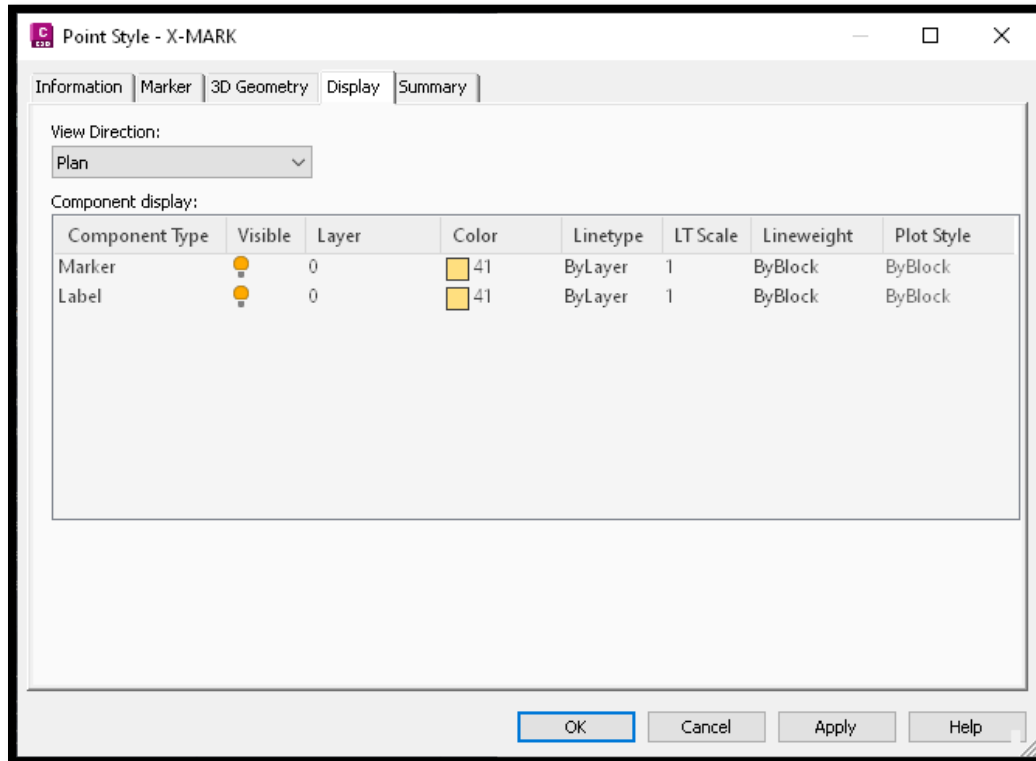 C
C3D
Point Style - X-MARK
Information Marker 3D Geometry Display Summary
View Direction:
Plan
Component display:
Component Type Visible Layer Color Linetype LT Scale Lineweight Plot Style
Marker 0 41 ByLayer 1 ByBlock ByBlock
Label 0 41 ByLayer 1 ByBlock ByBlock
OK Cancel Apply Help